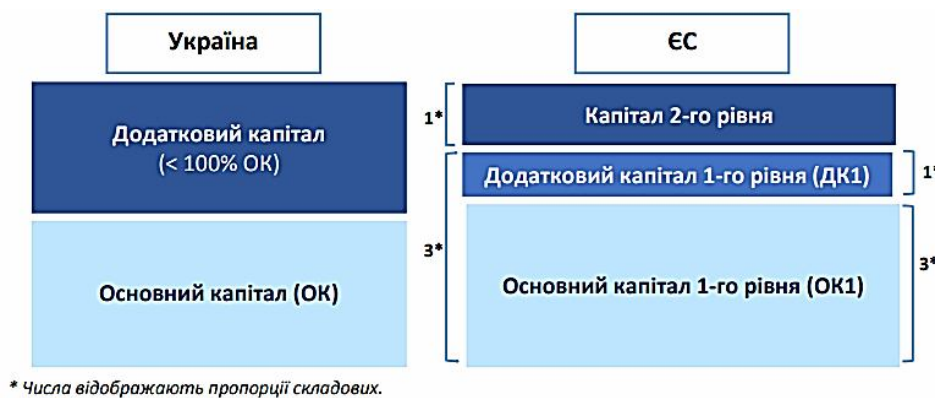 Україна
Додатковий капітал
(< 100% ОК)
Основний капітал (ОК)
ЄС
1*
Капітал 2-го рівня
3*
Додатковий капітал 1-го рівня (ДК1)
1*
Основний капітал 1-го рівня (ОК1)
3*
* Числа відображають пропорції складових.